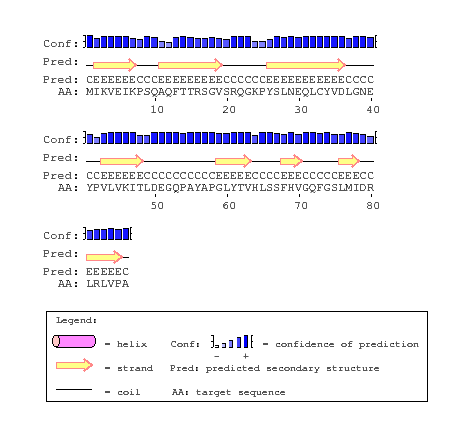 Conf:
Pred:
Pred: CEEEEEECCCEEEEEEEEECCCCCCEEEEEEEEEEECCCC
AA: MIKVEIKPSQAQFTTRSGVSRQGKPYSLNEQLCYVDLGNE
10 20 30 40
Conf:
Pred:
Pred: CCEEEEEECCCCCCCCCCEEEEECCCCEEECCCCCEEECC
AA: YPVLVKITLDEGQPAYAPGLYTVHLSSFHVGQFGSLMIDR
50 60 70 80
Conf:
Pred:
Pred: EEEEEC
AA: LRLVPA
Legend:
= helix Conf: = confidence of prediction
- +
= strand Pred: predicted secondary structure
= coil AA: target sequence